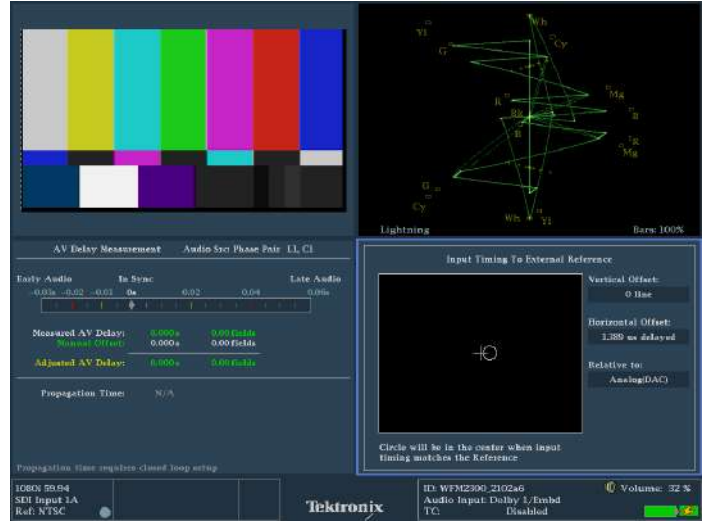 Yl
Wh
Cy
G
R
Bk
Mg
B
B
R
Mg
G
Cy
Wh
Yl
Lightning Bars: 100%
AV Delay Measurement Audio Src: Phase Pair L1, C1
Early Audio In Sync Late Audio
-0.03s -0.02 -0.01 0s 0.02 0.04 0.06s
Measured AV Delay: 0.000 s 0.00 fields
Manual Offset: 0.000 s 0.00 fields
Adjusted AV Delay: 0.000 s 0.00 fields
Propagation Time: N/A
Propagation time requires closed loop setup
Input Timing To External Reference
Vertical Offset:
0 line
Horizontal Offset:
1.389 us delayed
Relative to:
Analog(DAC)
Circle will be in the center when input
timing matches the Reference
1080i 59.94
SDI Input 1A
Ref: NTSC
Tektronix
ID: WFM2300_2102a6
Audio Input: Dolby 1/Embd
TC: Disabled
Volume: 32 %